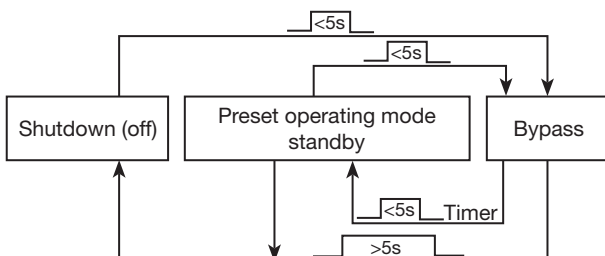 <5s
<5s
Shutdown (off)
Preset operating mode
standby
Bypass
<5s
Timer
>5s